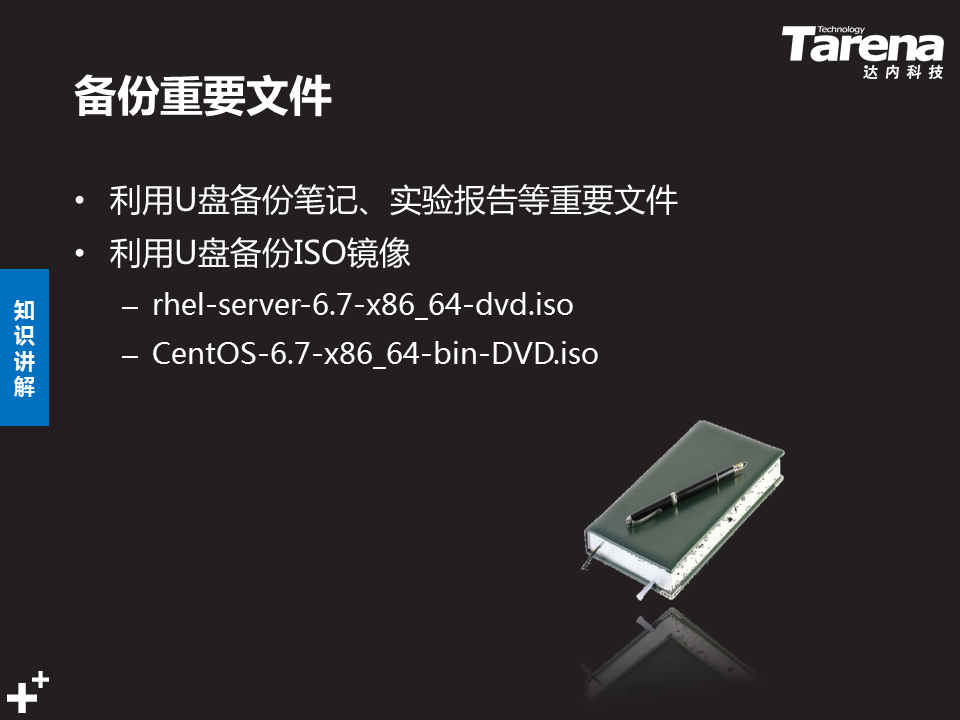 Technology
Tarena
达内科技
备份重要文件
• 利用U盘备份笔记、实验报告等重要文件
• 利用U盘备份ISO镜像
– rhel-server-6.7-x86_64-dvd.iso
– CentOS-6.7-x86_64-bin-DVD.iso
知
识
讲
解